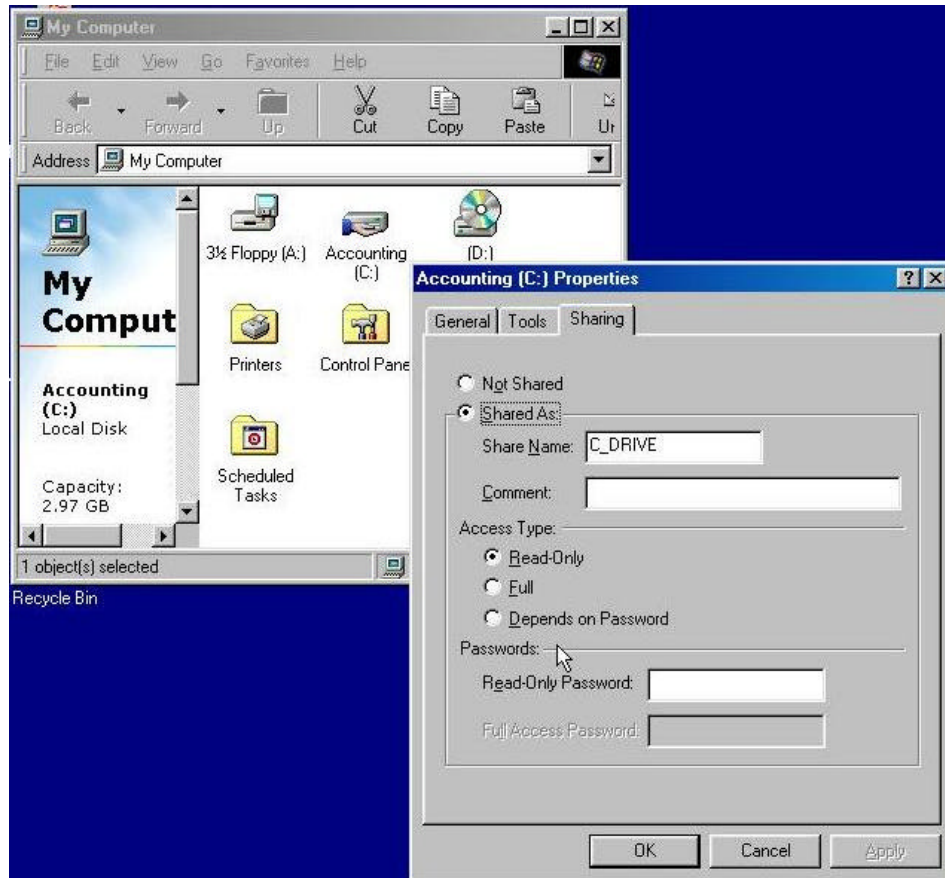 My Computer
File Edit View Go Favorites Help
Back Forward Up Cut Copy Paste
Address My Computer
My
Comput
Accounting
(C:)
Local Disk
Capacity:
2.97 GB
3½ Floppy (A:) Accounting
(C:) (D:)
Printers Control Pane
Scheduled
Tasks
1 object(s) selected
Recycle Bin
Accounting (C:) Properties
General Tools Sharing
Not Shared
Shared As:
Share Name: C_DRIVE
Comment:
Access Type:
Read-Only
Full
Depends on Password
Passwords:
Read-Only Password:
Full Access Password:
OK Cancel Apply